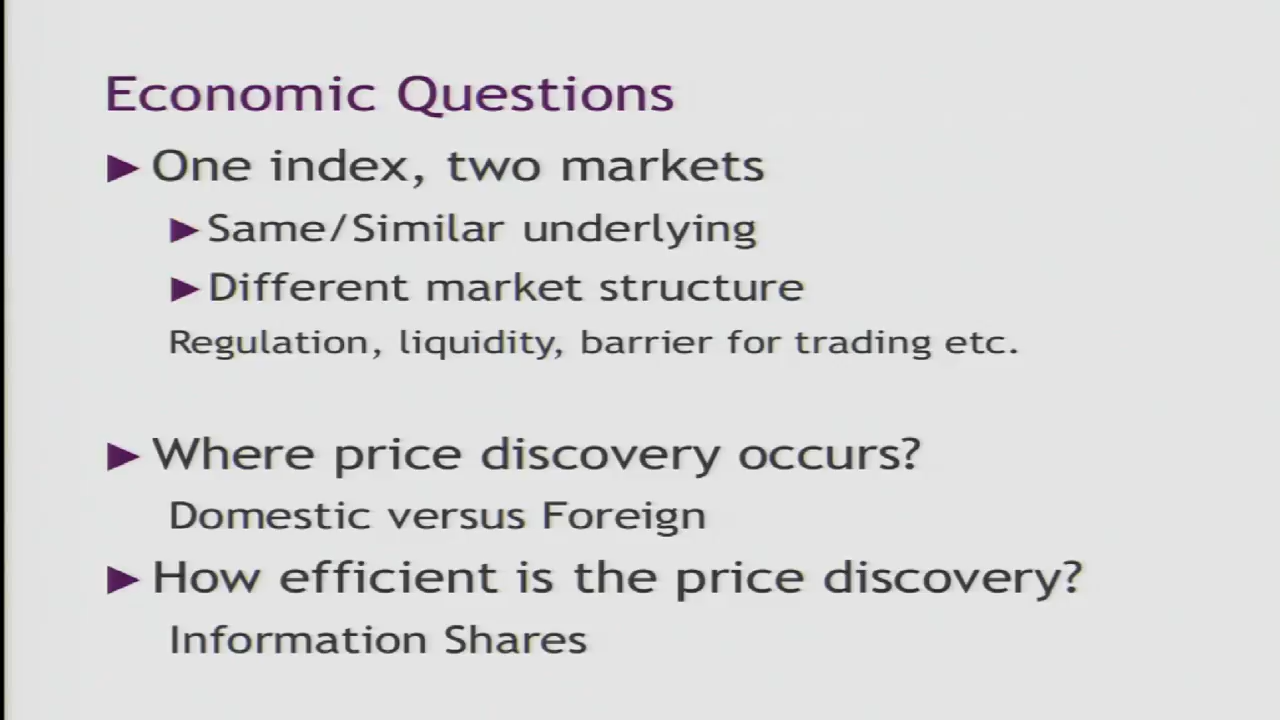 Economic Questions
One index, two markets
Same/Similar underlying
Different market structure
Regulation, liquidity, barrier for trading etc.
Where price discovery occurs?
Domestic versus Foreign
How efficient is the price discovery?
Information Shares